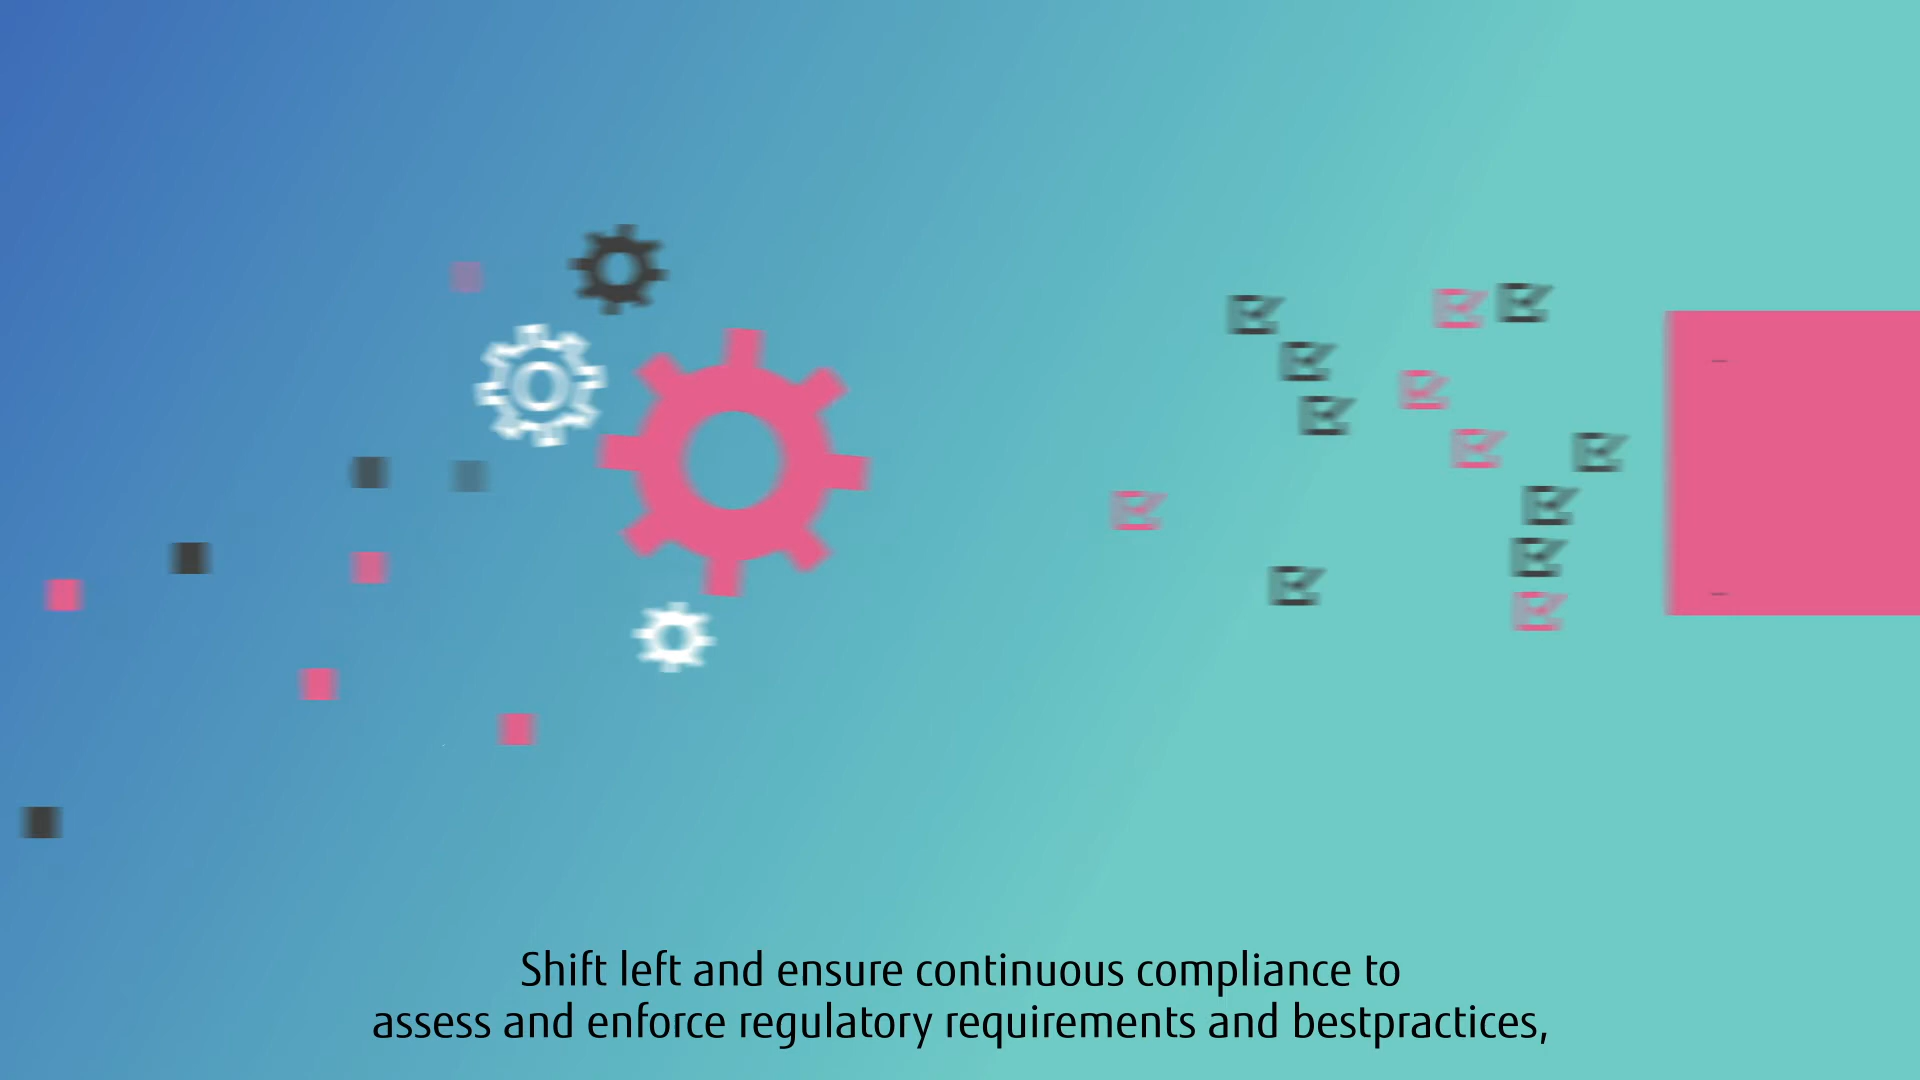 Shift left and ensure continuous compliance to
assess and enforce regulatory requirements and bestpractices,